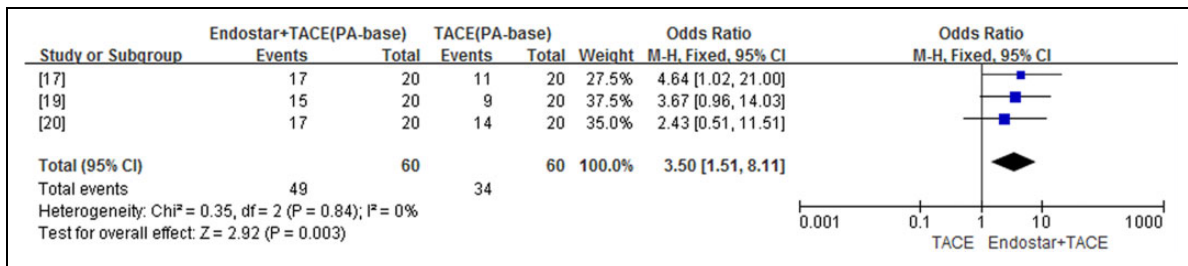 Endostar+TACE(PA-base) TACE(PA-base) Odds Ratio Odds Ratio
Study or Subgroup Events Total Events Total Weight M-H, Fixed, 95% CI M-H, Fixed, 95% CI
[17] 17 20 11 20 27.5% 4.64 [1.02, 21.00]
[19] 15 20 9 20 37.5% 3.67 [0.96, 14.03]
[20] 17 20 14 20 35.0% 2.43 [0.51, 11.51]
Total (95% CI) 60 60 100.0% 3.50 [1.51, 8.11]
Total events 49 34
Heterogeneity: Chi² = 0.35, df = 2 (P = 0.84); I² = 0%
Test for overall effect: Z = 2.92 (P = 0.003)
0.001 0.1 1 10 1000
TACE Endostar+TACE